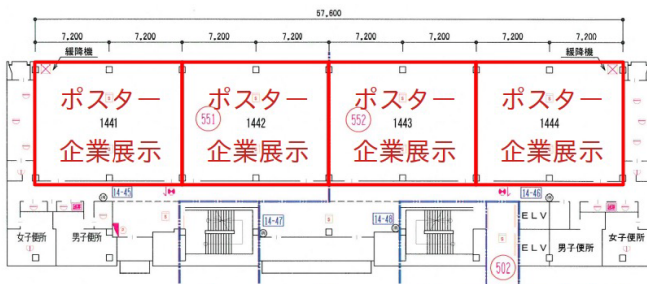 57,600
7,200 7,200 7,200 7,200 7,200 7,200 7,200 7,200
緩降機 緩降機
ポスター ポスター ポスター ポスター
1441 551 1442 552 1443 1444
企業展示 企業展示 企業展示 企業展示
14-45 14-46
14-47 14-48
ELV
女子便所 男子便所 ELV 男子便所 女子便所
502